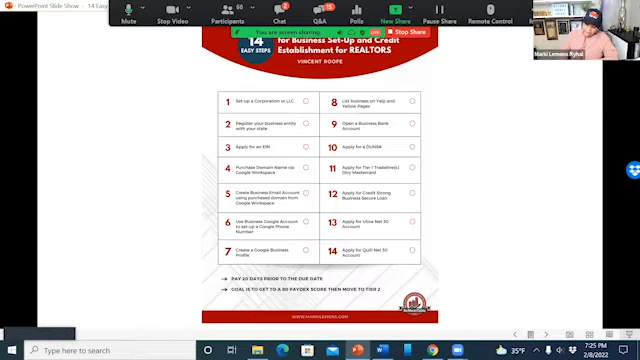 PowerPoint Slide Show - 14 Easy
66
2
15
Mute
Stop Video
Participants
Chat
Q&A
Polls
New Share
Pause Share
Remote Control
More
You are screen sharing
Stop Share
Marki Lemons Ryhal
14
EASY STEPS
for Business Set-Up and Credit
Establishment for REALTORS
VINCENT ROOFE
1 Set up a Corporation or LLC
2 Register your business entity
with your state
3 Apply for an EIN
4 Purchase Domain Name via
Google Workspace
5 Create Business Email Account
using purchased domain from
Google Workspace
6 Use Business Google Account
to set up a Google Phone
Number
7 Create a Google Business
Profile
8 List business on Yelp and
Yellow Pages
9 Open a Business Bank
Account
10 Apply for a DUNS#
11 Apply for Tier 1 Tradeline(s)
Divy Mastercard
12 Apply for Credit Strong
Business Secure Loan
13 Apply for Uline Net 30
Account
14 Apply for Quill Net 30
Account
PAY 20 DAYS PRIOR TO THE DUE DATE
GOAL IS TO GET TO A 80 PAYDEX SCORE THEN MOVE TO TIER 2
WWW.MARKILEMONS.COM
Type here to search
35°F
7:25 PM
2/8/2022